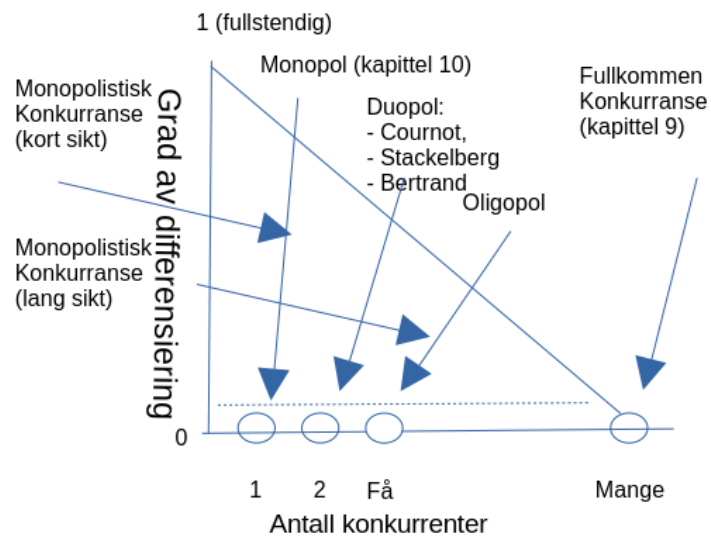 1 (fullstendig)
Monopol (kapittel 10)
Monopolistisk
Konkurranse
(kort sikt)
Duopol:
- Cournot,
- Stackelberg
- Bertrand
Fullkommen
Konkurranse
(kapittel 9)
Oligopol
Monopolistisk
Konkurranse
(lang sikt)
Grad av differensiering
0
1
2
Få
Mange
Antall konkurrenter